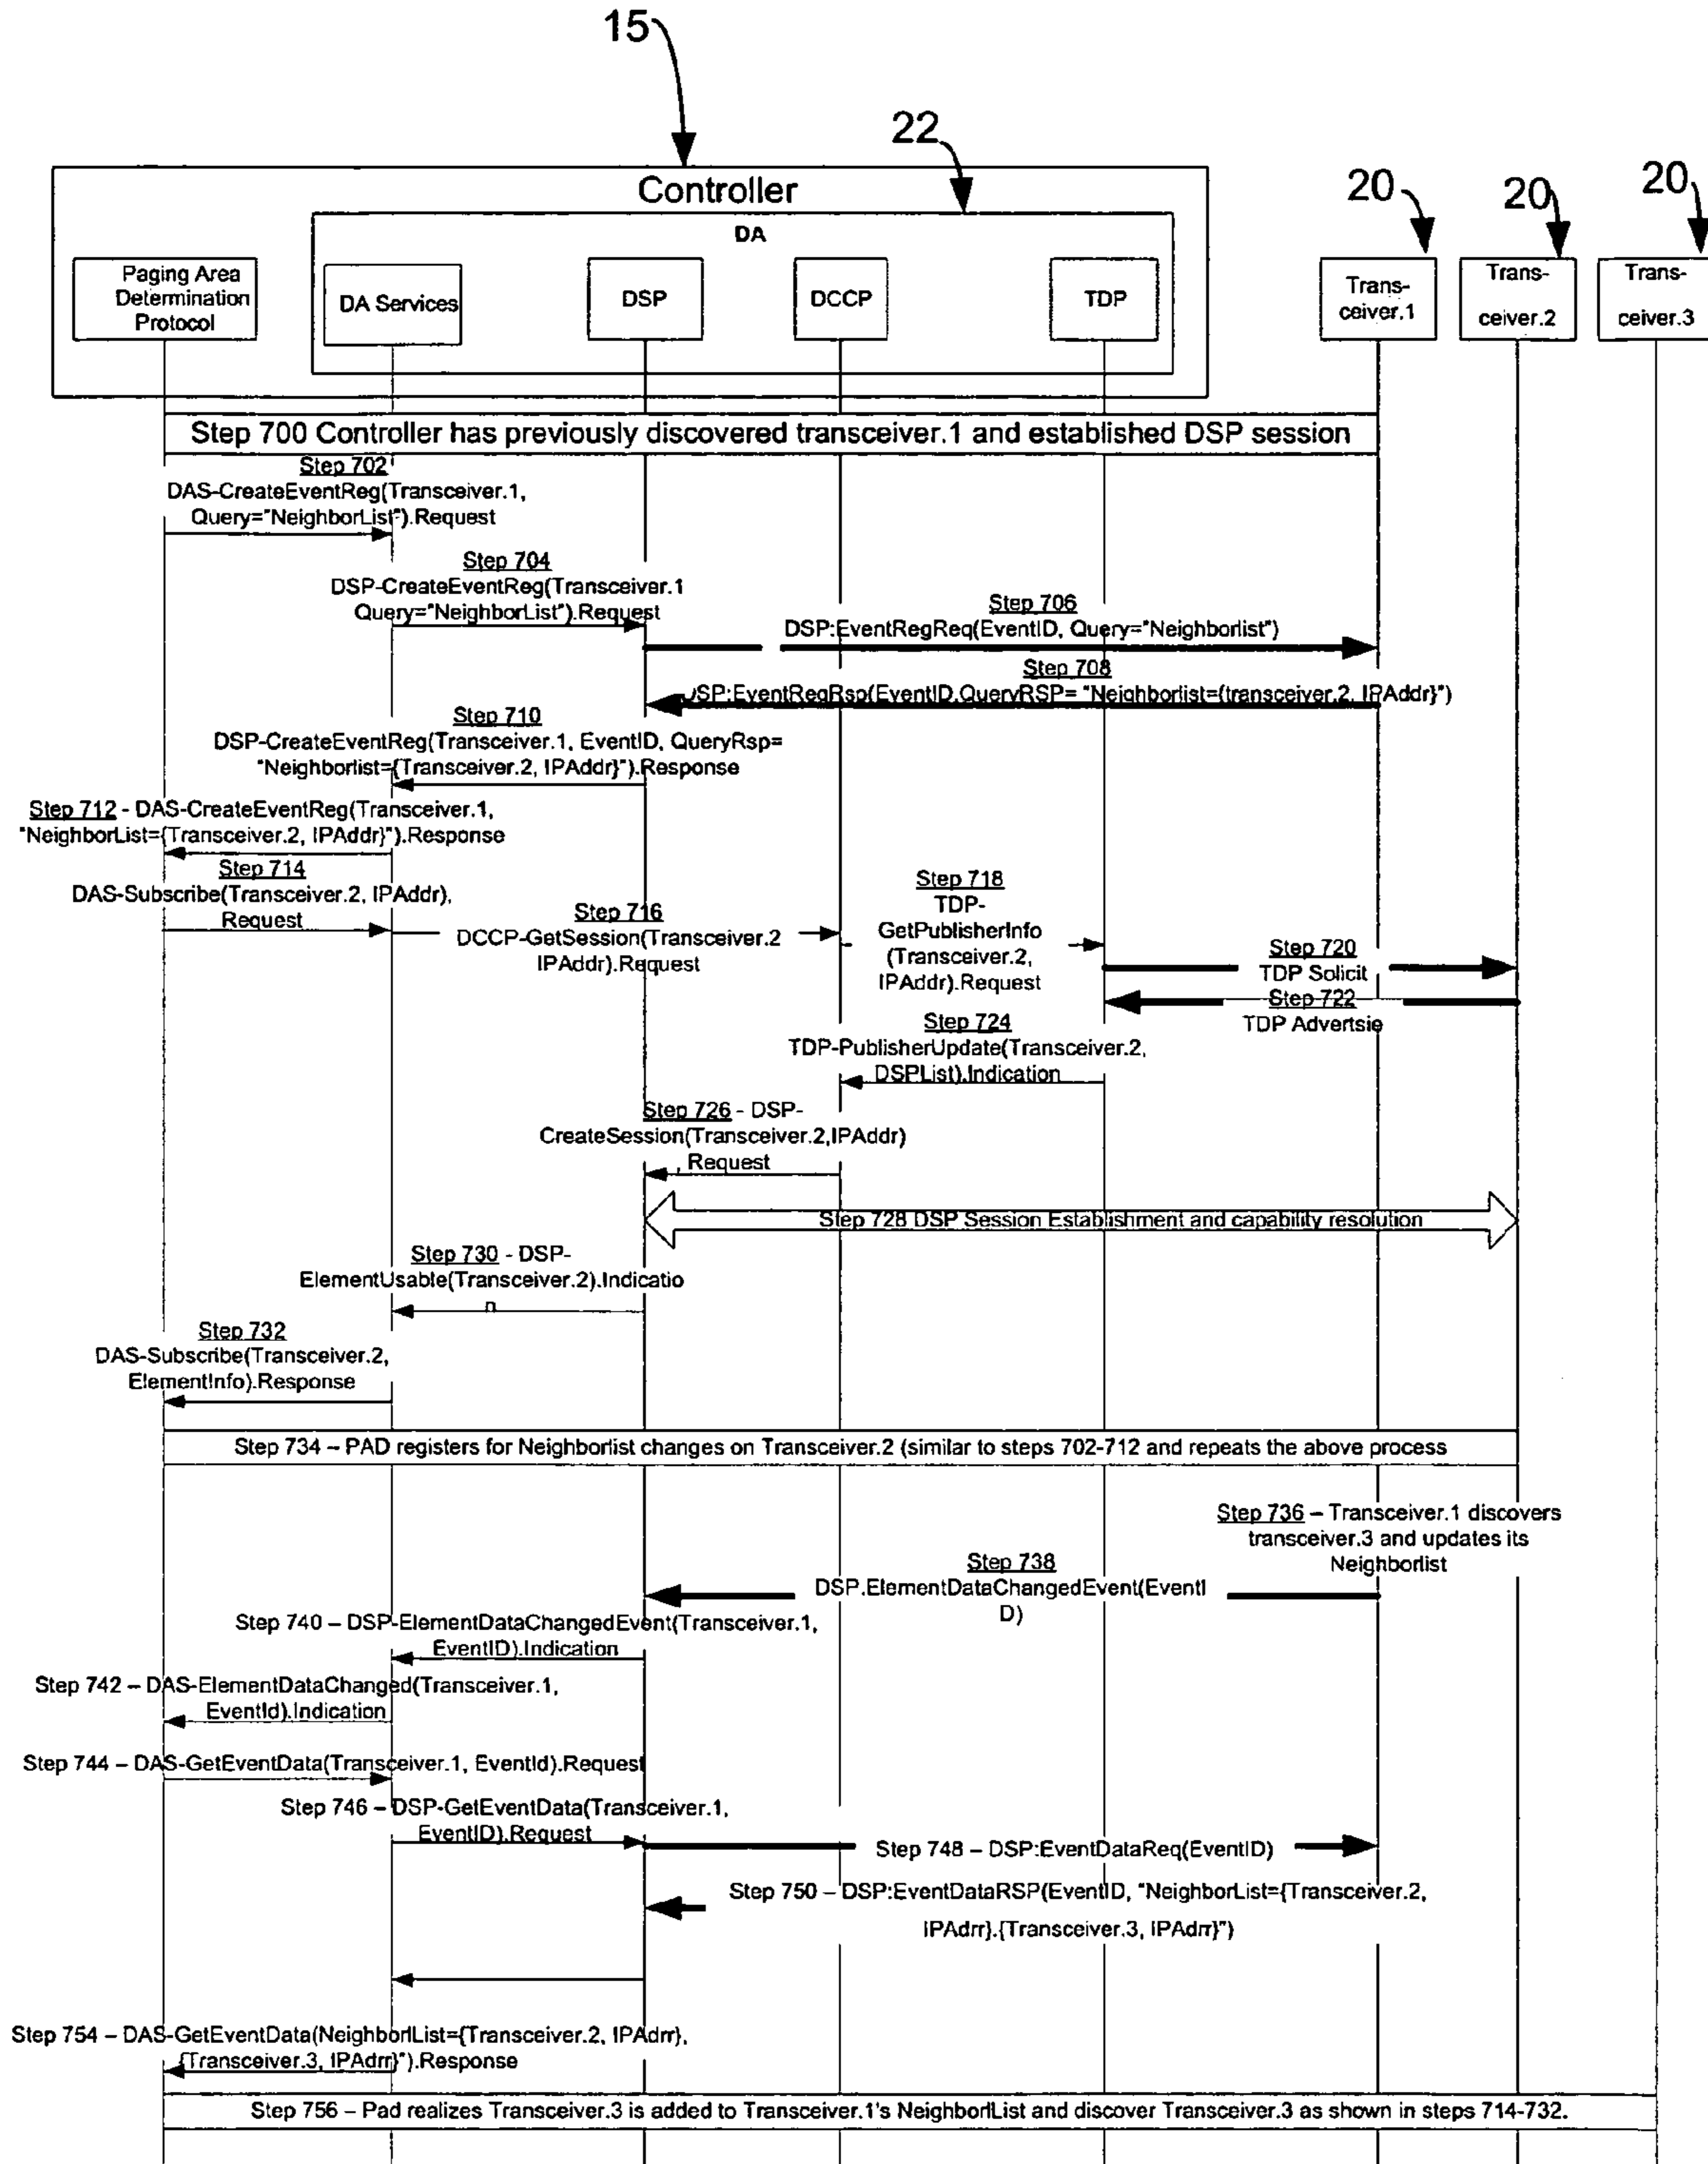 15
22
20
20
20
Controller
DA
Paging Area
Determination
Protocol
DA Services
DSP
DCCP
TDP
Trans-
ceiver.1
Trans-
ceiver.2
Trans-
ceiver.3
Step 700 Controller has previously discovered transceiver.1 and established DSP session
Step 702
DAS-CreateEventReg(Transceiver.1,
Query="NeighborList").Request
Step 704
DSP-CreateEventReg(Transceiver.1
Query="NeighborList").Request
Step 706
DSP:EventRegReq(EventID, Query="Neighborlist")
Step 708
DSP:EventRegRsp(EventID,QueryRSP= "Neighborlist={transceiver.2, IPAddr}")
Step 710
DSP-CreateEventReg(Transceiver.1, EventID, QueryRsp=
"Neighborlist={Transceiver.2, IPAddr}").Response
Step 712 - DAS-CreateEventReg(Transceiver.1,
"NeighborList={Transceiver.2, IPAddr}").Response
Step 714
DAS-Subscribe(Transceiver.2, IPAddr),
Request
Step 716
DCCP-GetSession(Transceiver.2
IPAddr).Request
Step 718
TDP-
GetPublisherInfo
(Transceiver.2,
IPAddr).Request
Step 720
TDP Solicit
Step 722
TDP Advertsie
Step 724
TDP-PublisherUpdate(Transceiver.2,
DSPList).Indication
Step 726 - DSP-
CreateSession(Transceiver.2,IPAddr)
, Request
Step 728 DSP Session Establishment and capability resolution
Step 730 - DSP-
ElementUsable(Transceiver.2).Indicatio
n
Step 732
DAS-Subscribe(Transceiver.2,
ElementInfo).Response
Step 734 – PAD registers for Neighborlist changes on Transceiver.2 (similar to steps 702-712 and repeats the above process
Step 736 – Transceiver.1 discovers
transceiver.3 and updates its
Neighborlist
Step 738
DSP.ElementDataChangedEvent(EventI
D)
Step 740 – DSP-ElementDataChangedEvent(Transceiver.1,
EventID).Indication
Step 742 – DAS-ElementDataChanged(Transceiver.1,
EventId).Indication
Step 744 – DAS-GetEventData(Transceiver.1, EventId).Request
Step 746 – DSP-GetEventData(Transceiver.1,
EventID).Request
Step 748 – DSP:EventDataReq(EventID)
Step 750 – DSP:EventDataRSP(EventID, "NeighborList={Transceiver.2,
IPAdrr}.{Transceiver.3, IPAdrr}")
Step 754 – DAS-GetEventData(NeighborlList={Transceiver.2, IPAdrr},
{Transceiver.3, IPAdrr}").Response
Step 756 – Pad realizes Transceiver.3 is added to Transceiver.1's NeighborlList and discover Transceiver.3 as shown in steps 714-732.